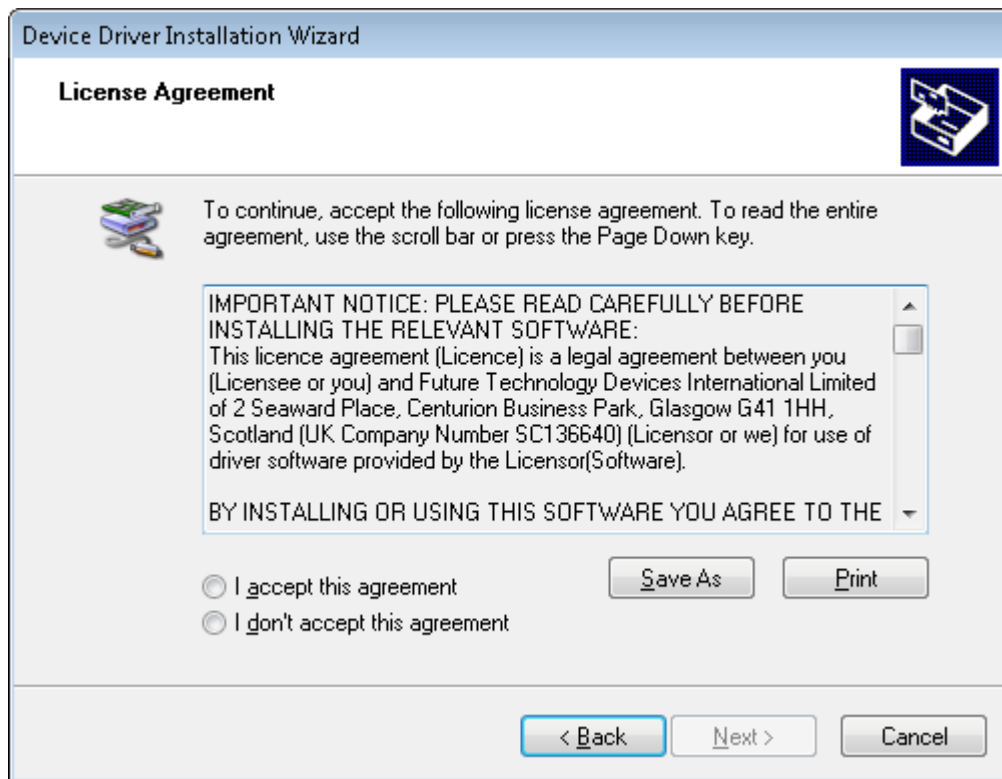 Device Driver Installation Wizard
License Agreement
To continue, accept the following license agreement. To read the entire
agreement, use the scroll bar or press the Page Down key.
IMPORTANT NOTICE: PLEASE READ CAREFULLY BEFORE
INSTALLING THE RELEVANT SOFTWARE:
This licence agreement (Licence) is a legal agreement between you
(Licensee or you) and Future Technology Devices International Limited
of 2 Seaward Place, Centurion Business Park, Glasgow G41 1HH,
Scotland (UK Company Number SC136640) (Licensor or we) for use of
driver software provided by the Licensor(Software).
BY INSTALLING OR USING THIS SOFTWARE YOU AGREE TO THE
I accept this agreement
Save As
Print
I don't accept this agreement
< Back
Next >
Cancel